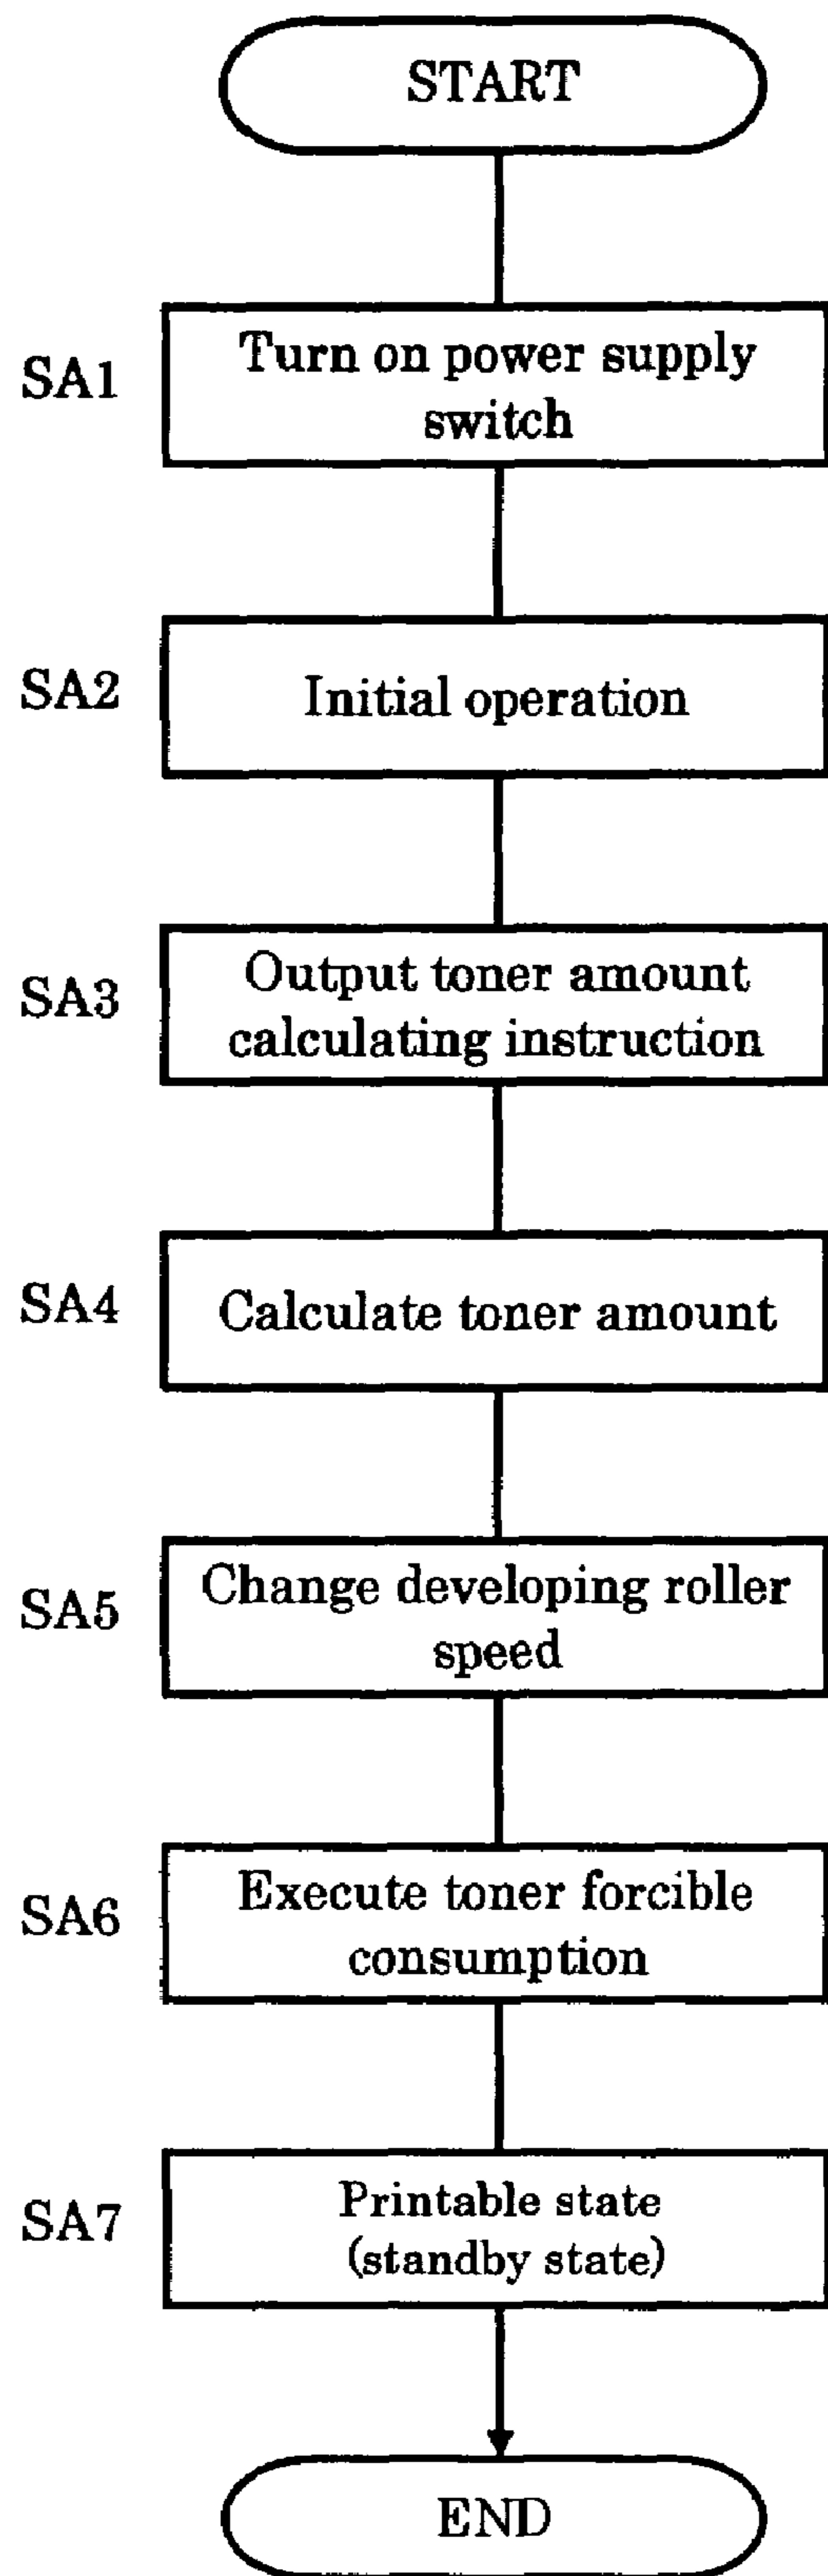 START
SA1
Turn on power supply
switch
SA2
Initial operation
SA3
Output toner amount
calculating instruction
SA4
Calculate toner amount
SA5
Change developing roller
speed
SA6
Execute toner forcible
consumption
SA7
Printable state
(standby state)
END